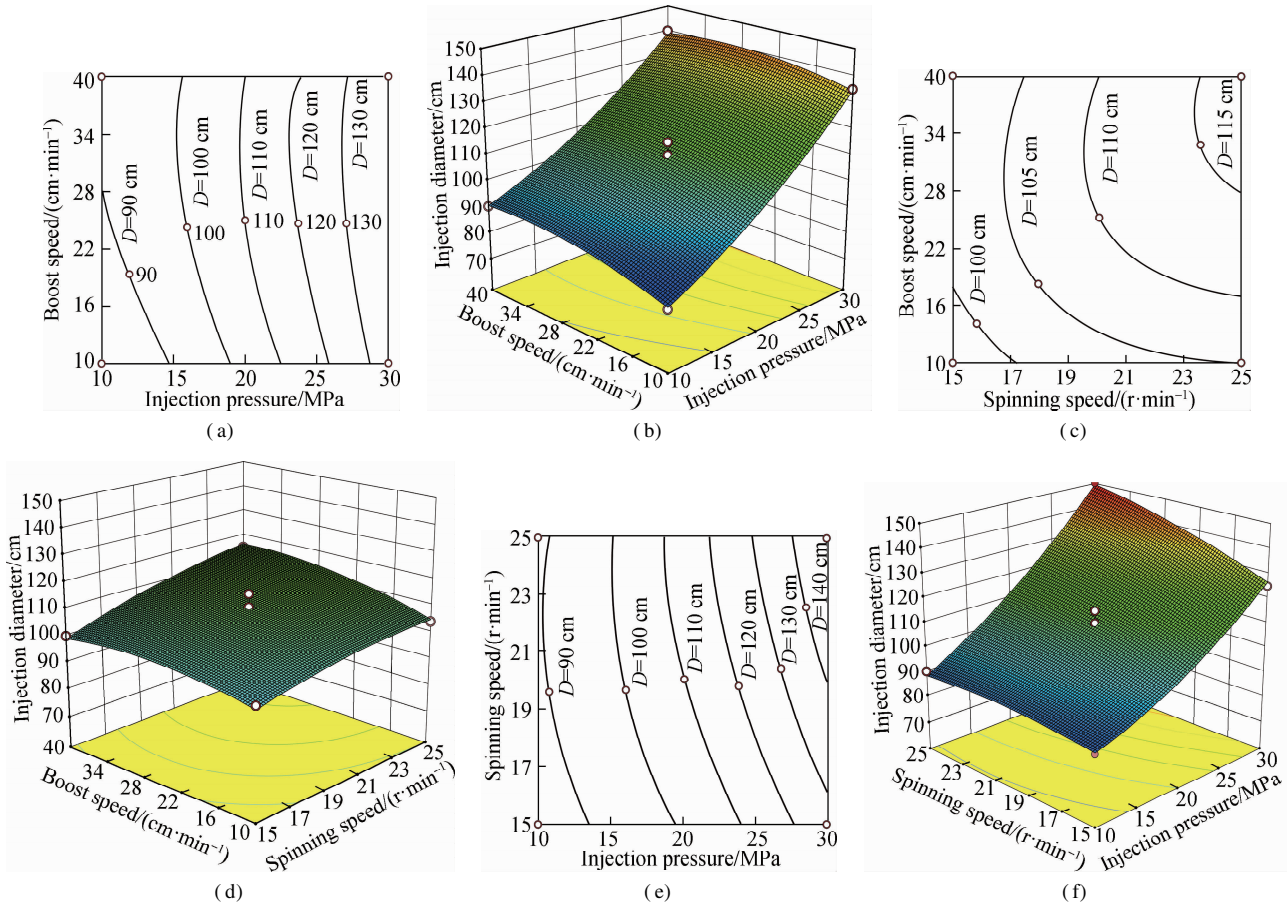 40
34
28
22
16
10
Boost speed/(cm·min⁻¹)
D=90 cm
D=100 cm
D=110 cm
D=120 cm
D=130 cm
90
100
110
120
130
10 15 20 25 30
Injection pressure/MPa
(a)
150
140
130
120
110
100
90
80
70
Injection diameter/cm
40 34 28 22 16 10
Boost speed/(cm·min⁻¹)
10 15 20 25 30
Injection pressure/MPa
(b)
40
34
28
22
16
10
Boost speed/(cm·min⁻¹)
D=100 cm
D=105 cm
D=110 cm
D=115 cm
15 17 19 21 23 25
Spinning speed/(r·min⁻¹)
(c)
150
140
130
120
110
100
90
80
70
Injection diameter/cm
40 34 28 22 16 10
Boost speed/(cm·min⁻¹)
15 17 19 21 23 25
Spinning speed/(r·min⁻¹)
(d)
25
23
21
19
17
15
Spinning speed/(r·min⁻¹)
D=90 cm
D=100 cm
D=110 cm
D=120 cm
D=130 cm
D=140 cm
10 15 20 25 30
Injection pressure/MPa
(e)
150
140
130
120
110
100
90
80
70
Injection diameter/cm
25 23 21 19 17 15
Spinning speed/(r·min⁻¹)
10 15 20 25 30
Injection pressure/MPa
(f)